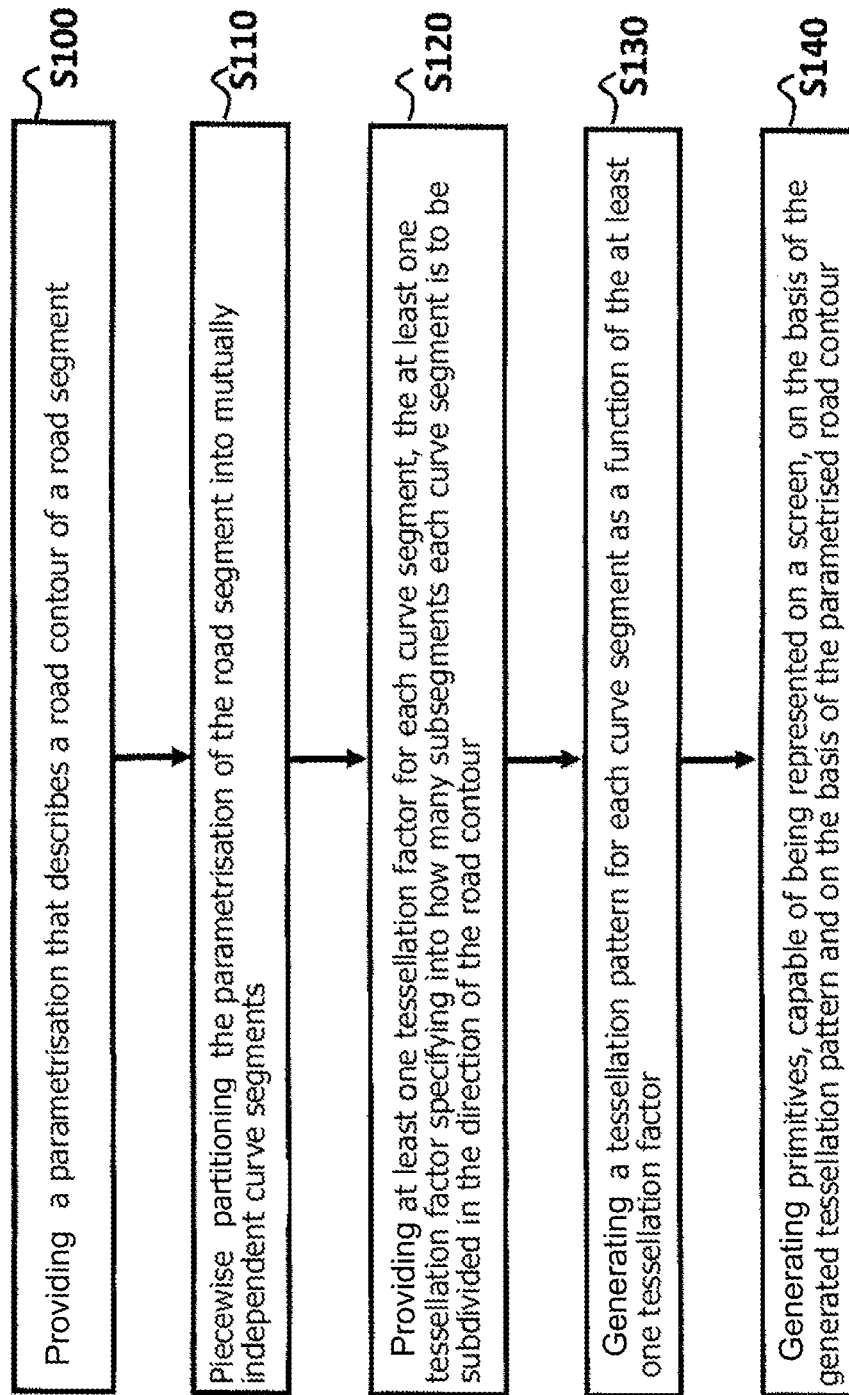 S100
Providing a parametrisation that describes a road contour of a road segment
S110
Piecewise partitioning the parametrisation of the road segment into mutually
independent curve segments
S120
Providing at least one tessellation factor for each curve segment, the at least one
tessellation factor specifying into how many subsegments each curve segment is to be
subdivided in the direction of the road contour
S130
Generating a tessellation pattern for each curve segment as a function of the at least
one tessellation factor
S140
Generating primitives, capable of being represented on a screen, on the basis of the
generated tessellation pattern and on the basis of the parametrised road contour